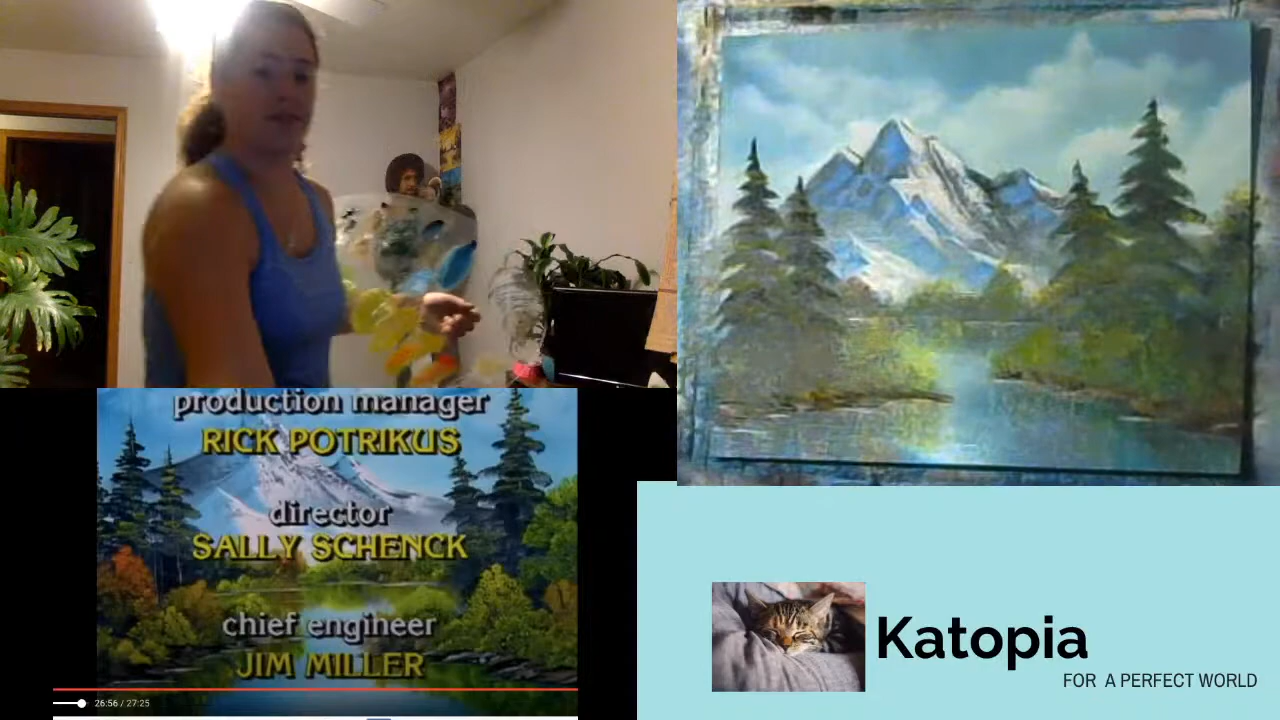 production manager
RICK POTRIKUS
director
SALLY SCHENCK
chief engineer
JIM MILLER
26:56 / 27:25
Katopia
FOR A PERFECT WORLD